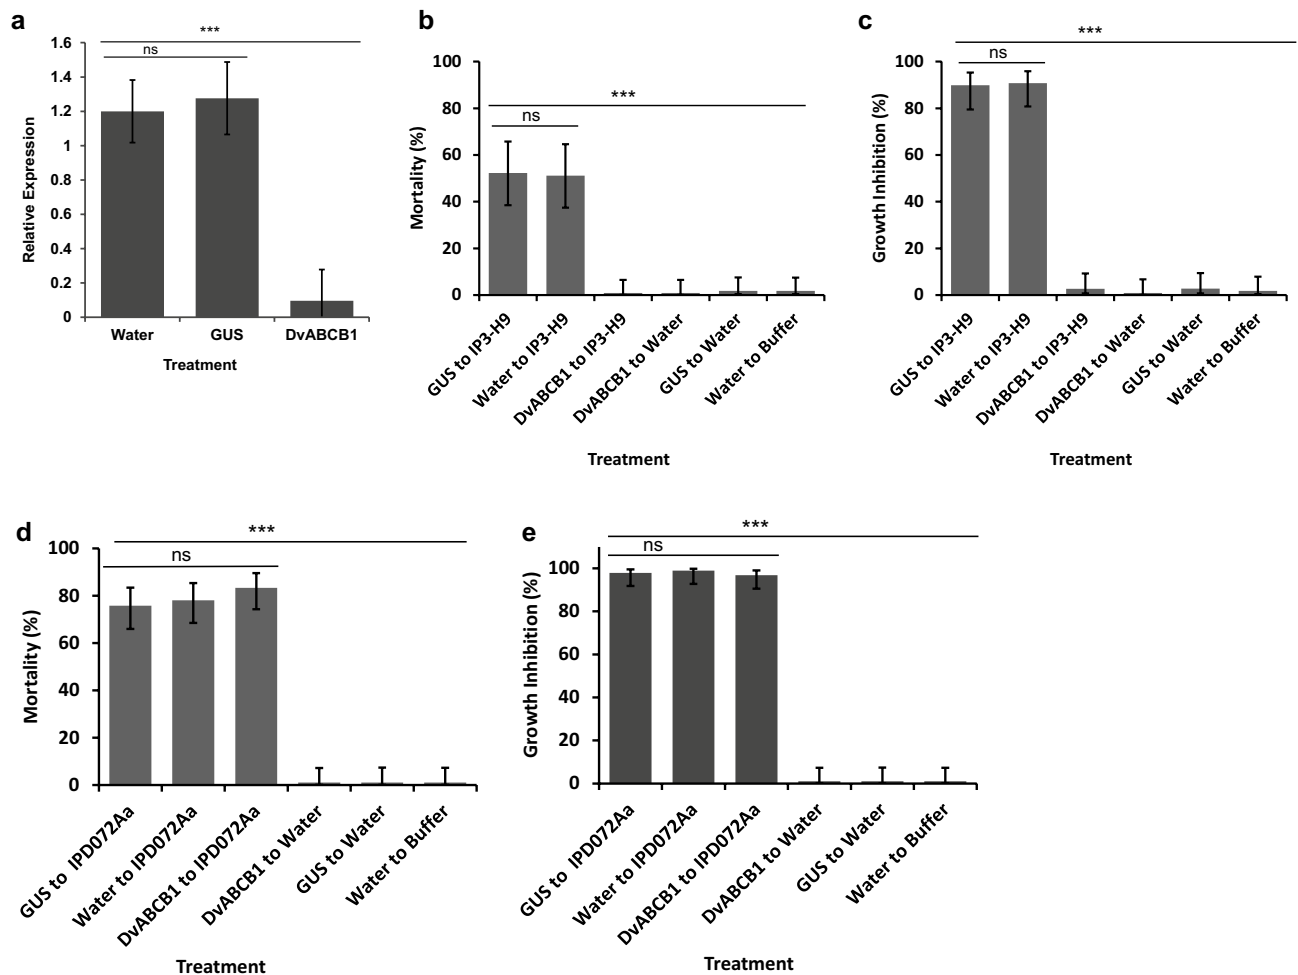 a
***
ns
1.6
1.4
1.2
1
0.8
0.6
0.4
0.2
0
Relative Expression
Water
GUS
DvABCB1
Treatment
b
***
ns
100
80
60
40
20
0
Mortality (%)
GUS to IP3-H9
Water to IP3-H9
DvABCB1 to IP3-H9
DvABCB1 to Water
GUS to Water
Water to Buffer
Treatment
c
***
ns
100
80
60
40
20
0
Growth Inhibition (%)
GUS to IP3-H9
Water to IP3-H9
DvABCB1 to IP3-H9
DvABCB1 to Water
GUS to Water
Water to Buffer
Treatment
d
***
ns
100
80
60
40
20
0
Mortality (%)
GUS to IPD072Aa
Water to IPD072Aa
DvABCB1 to IPD072Aa
DvABCB1 to Water
GUS to Water
Water to Buffer
Treatment
e
***
ns
100
80
60
40
20
0
Growth Inhibition (%)
GUS to IPD072Aa
Water to IPD072Aa
DvABCB1 to IPD072Aa
DvABCB1 to Water
GUS to Water
Water to Buffer
Treatment